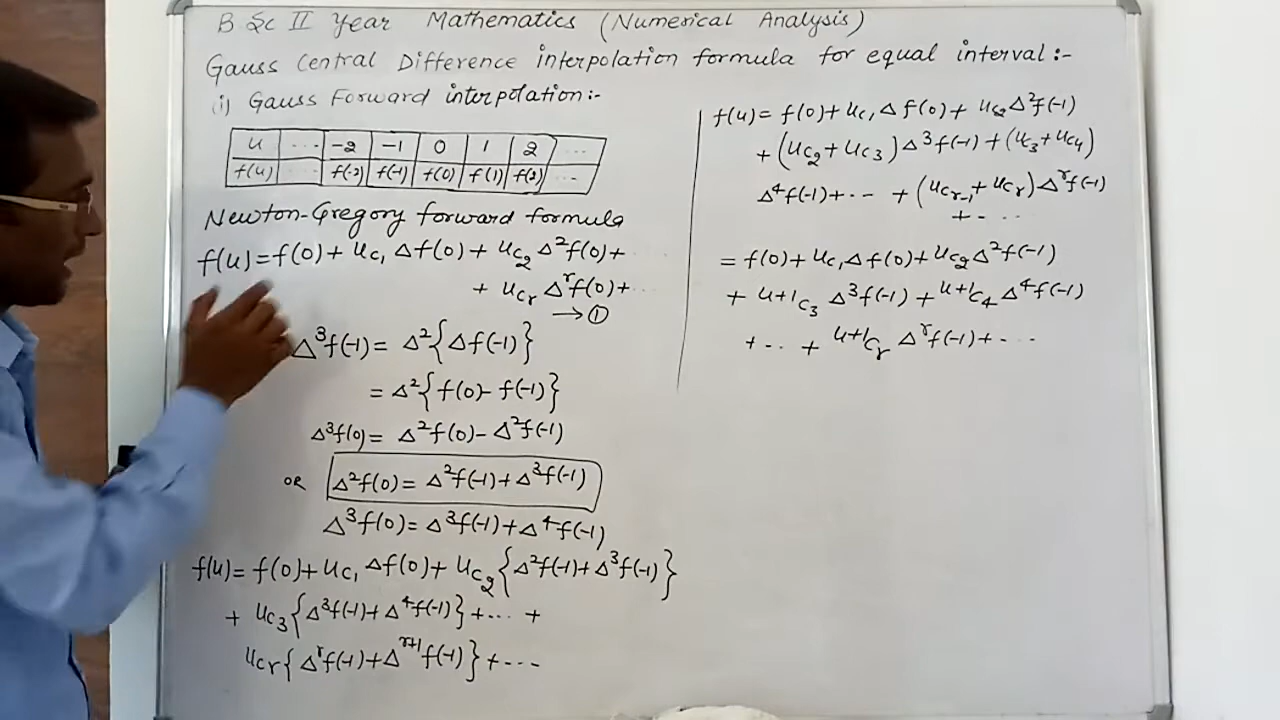 B Sc II Year Mathematics (Numerical Analysis)
Gauss Central Difference interpolation formula for equal interval :-
(i) Gauss Forward interpolation :-
u ... -2 -1 0 1 2 ...
f(u) ... f(-2) f(-1) f(0) f(1) f(2) ...
Newton-Gregory forward formula
f(u) = f(0) + uc₁ Δf(0) + uc₂ Δ²f(0) + ...
+ ucᵣ Δʳf(0) + ...
→ ①
Δ³f(-1) = Δ²{Δf(-1)}
= Δ²{f(0) - f(-1)}
Δ³f(0) = Δ²f(0) - Δ²f(-1)
OR Δ²f(0) = Δ²f(-1) + Δ³f(-1)
Δ³f(0) = Δ³f(-1) + Δ⁴f(-1)
f(u) = f(0) + uc₁ Δf(0) + uc₂ {Δ²f(-1) + Δ³f(-1)}
+ uc₃ {Δ³f(-1) + Δ⁴f(-1)} + ... +
ucᵣ {Δʳf(-1) + Δʳ⁺¹f(-1)} + ---
f(u) = f(0) + uc₁ Δf(0) + uc₂ Δ²f(-1)
+ (uc₂ + uc₃) Δ³f(-1) + (u₃ + uc₄)
Δ⁴f(-1) + -- + (ucᵣ₋₁ + ucᵣ) Δʳf(-1)
+ - ...
= f(0) + uc₁ Δf(0) + uc₂ Δ²f(-1)
+ u+1c₃ Δ³f(-1) + u+1c₄ Δ⁴f(-1)
+ .. + u+1cᵣ Δʳf(-1) + - ..